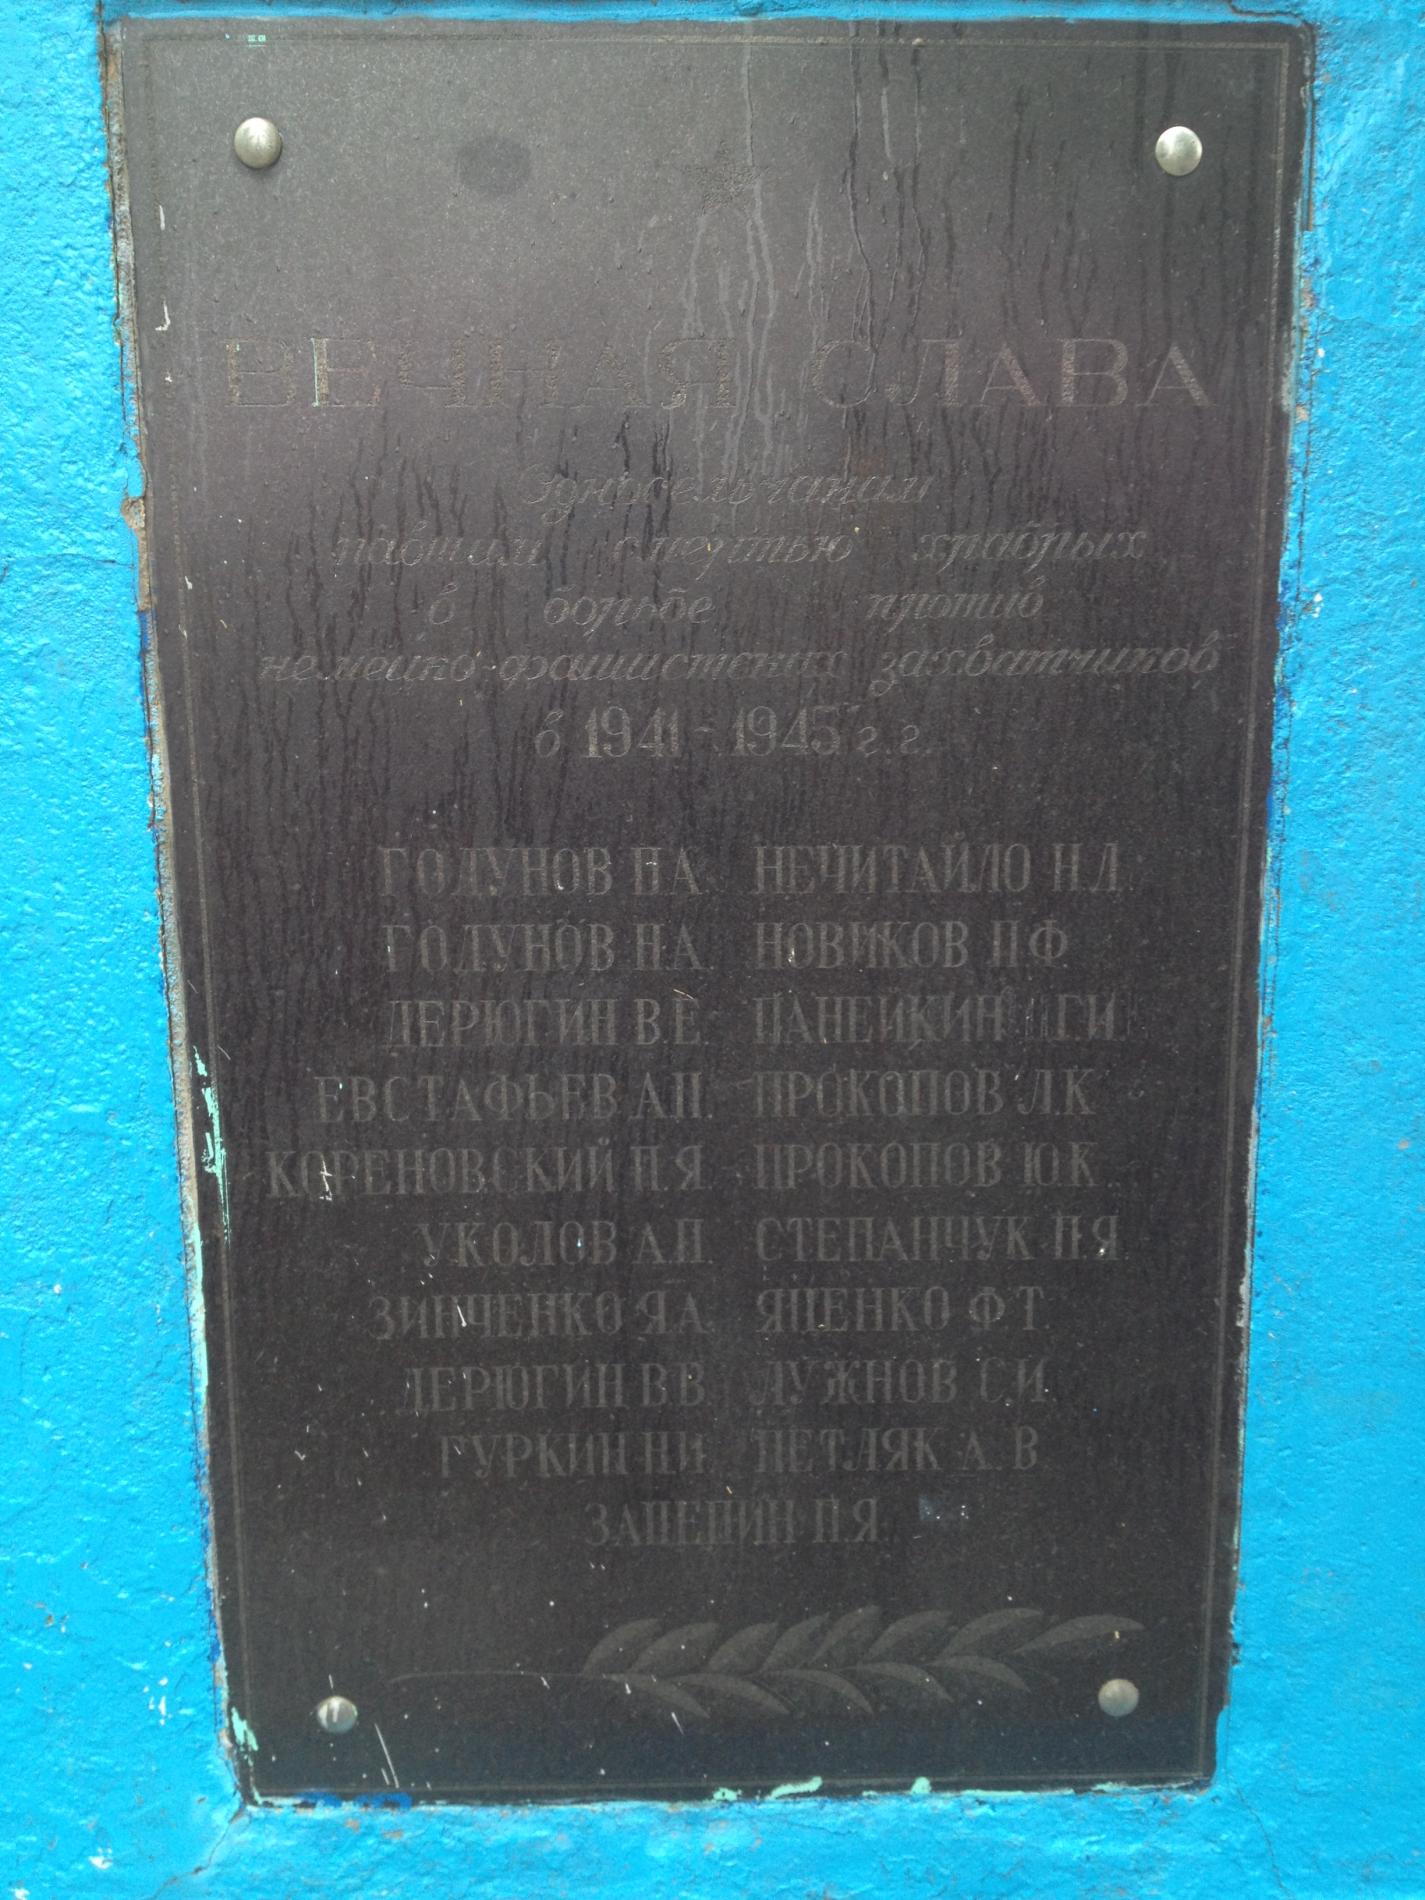 ВЕЧНАЯ СЛАВА
Односельчанам
павшим смертью храбрых
в борьбе против
немецко-фашистских захватчиков
в 1941-1945 г.г.
ГОДУНОВ П.А. НЕЧИТАЙЛО Н.Д.
ГОДУНОВ Н.А. НОВИКОВ П.Ф.
ДЕРЮГИН В.Е. ПАНЕЙКИН Г.И.
ЕВСТАФЬЕВ А.П. ПРОКОПОВ Л.К.
КОРЕНОВСКИЙ П.Я. ПРОКОПОВ Ю.К.
УКОЛОВ А.П. СТЕПАНЧУК П.Я.
ЗИНЧЕНКО Я.А. ЯЦЕНКО Ф.Т.
ДЕРЮГИН В.В. ЛУЖНОВ С.И.
ГУРКИН Н.И. ПЕТЛЯК А.В
ЗАЦЕПИН П.Я.